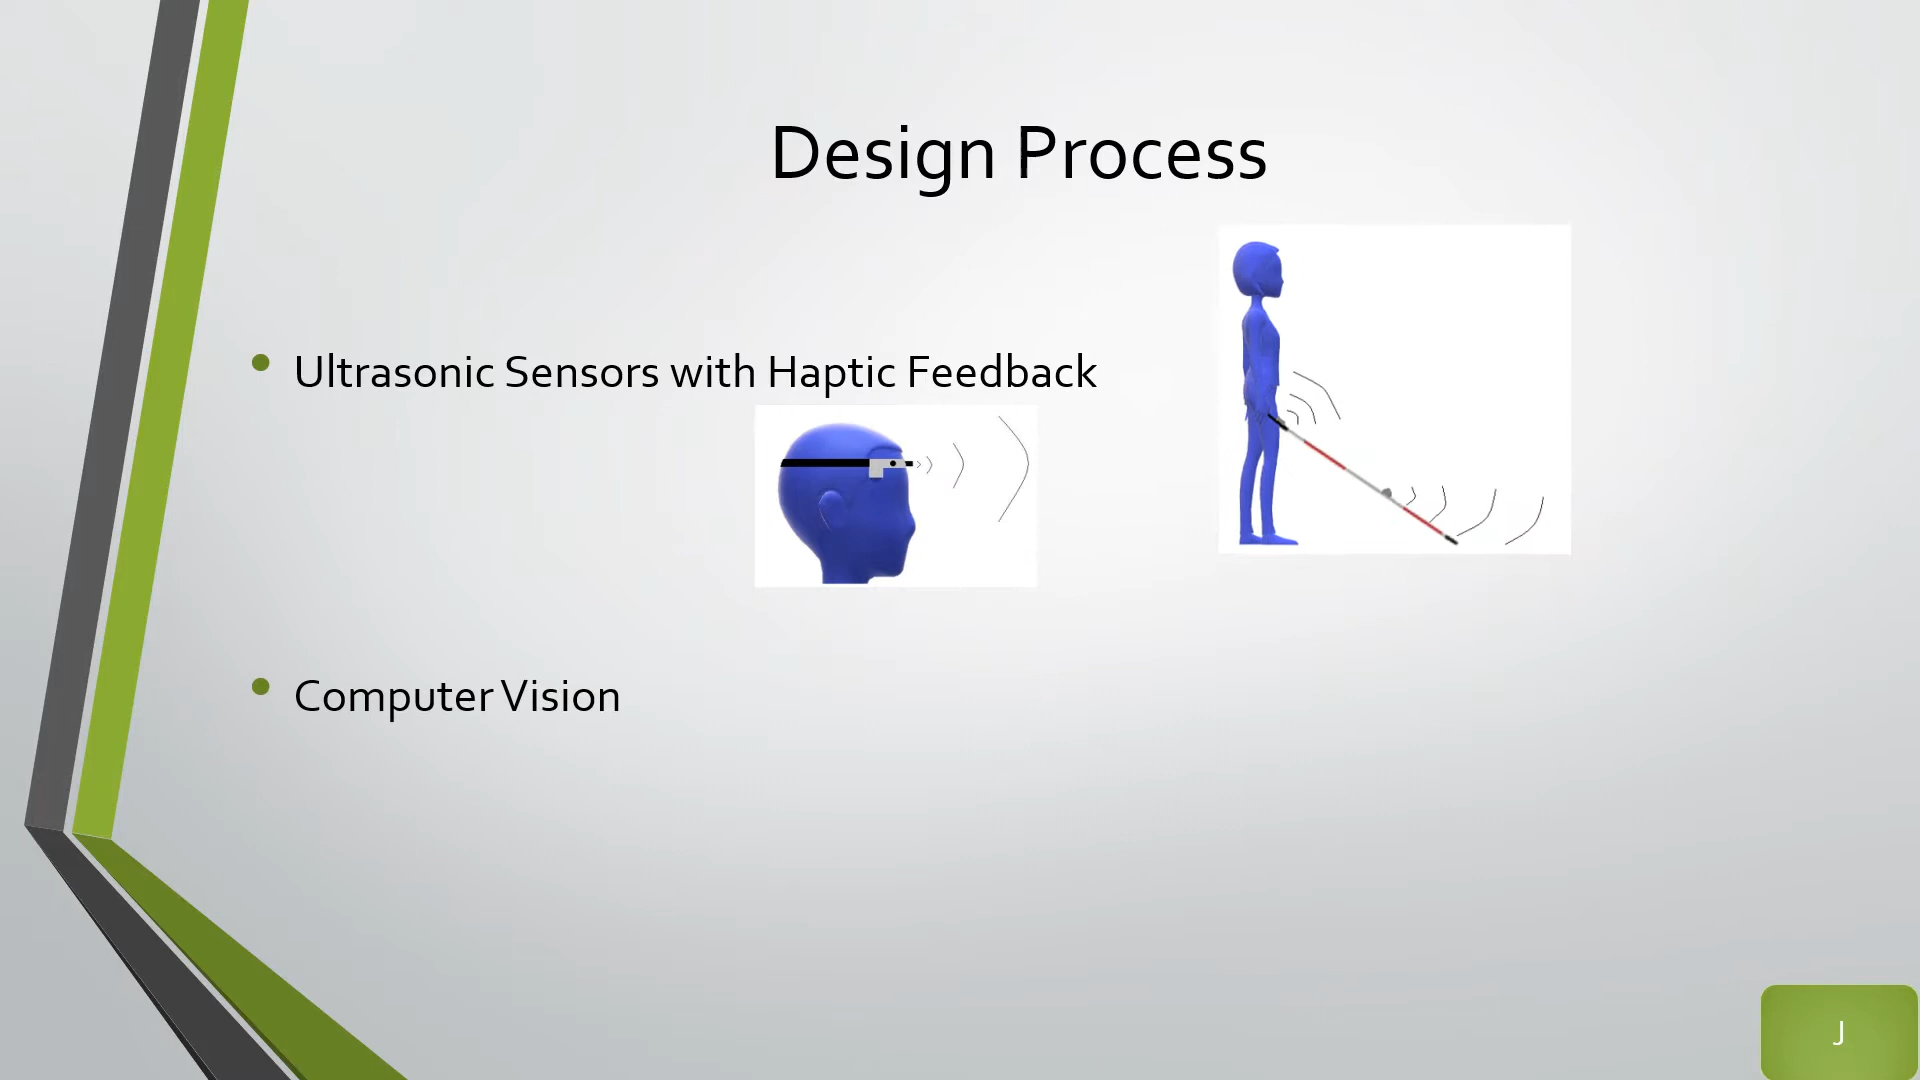 Design Process
Ultrasonic Sensors with Haptic Feedback
Computer Vision
J